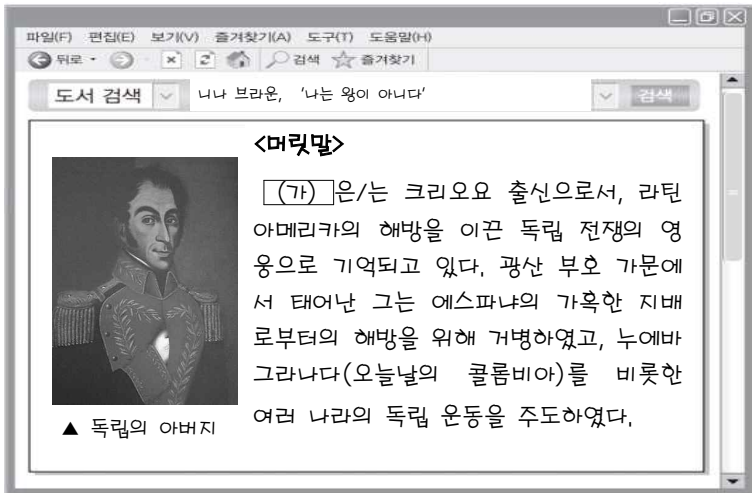 파일(F) 편집(E) 보기(V) 즐겨찾기(A) 도구(T) 도움말(H)
뒤로 검색 즐겨찾기
도서 검색 니나 브라운, ‘나는 왕이 아니다’ 검색
<머릿말>
(가) 은/는 크리오요 출신으로서, 라틴
아메리카의 해방을 이끈 독립 전쟁의 영
웅으로 기억되고 있다. 광산 부호 가문에
서 태어난 그는 에스파냐의 가혹한 지배
로부터의 해방을 위해 거병하였고, 누에바
그라나다(오늘날의 콜롬비아)를 비롯한
여러 나라의 독립 운동을 주도하였다.
▲ 독립의 아버지